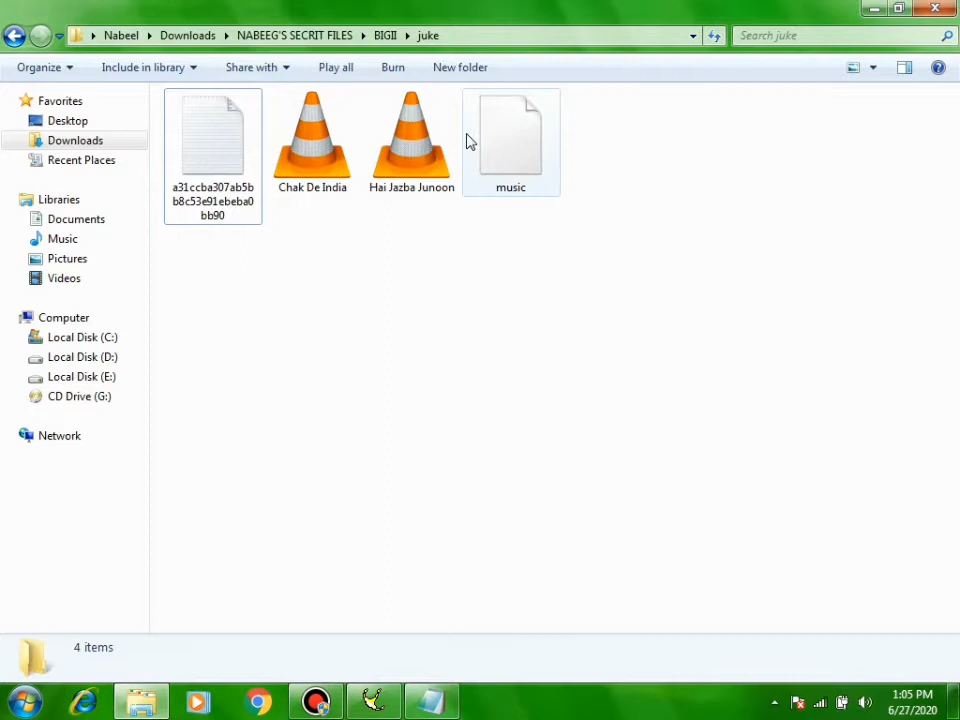 Nabeel Downloads NABEEG'S SECRIT FILES BIGII juke
Search juke
Organize Include in library Share with Play all Burn New folder
Favorites
Desktop
Downloads
Recent Places
Libraries
Documents
Music
Pictures
Videos
Computer
Local Disk (C:)
Local Disk (D:)
Local Disk (E:)
CD Drive (G:)
Network
a31ccba307ab5b
b8c53e91ebeba0
bb90
Chak De India
Hai Jazba Junoon
music
4 items
1:05 PM
6/27/2020